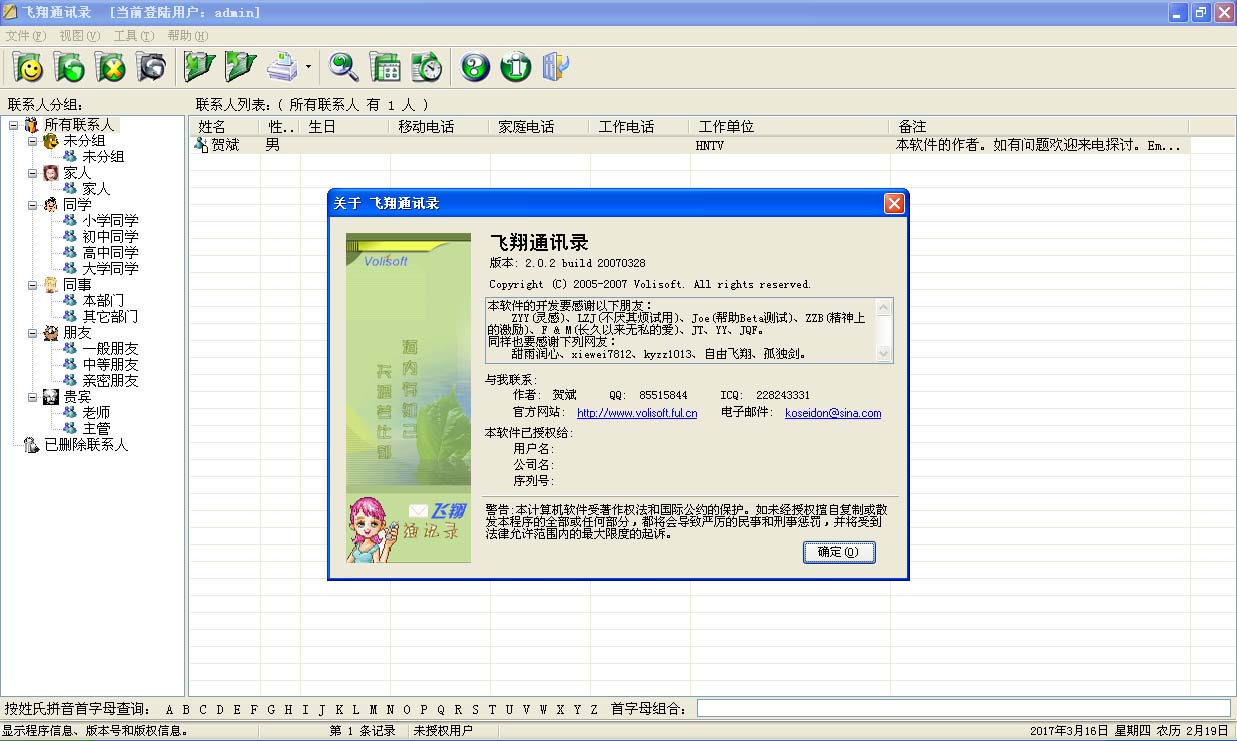 飞翔通讯录 [当前登陆用户: admin]
文件(F) 视图(V) 工具(T) 帮助(H)
联系人分组:
联系人列表:( 所有联系人 有 1 人 )
所有联系人
未分组
未分组
家人
家人
同学
小学同学
初中同学
高中同学
大学同学
同事
本部门
其它部门
朋友
一般朋友
中等朋友
亲密朋友
贵宾
老师
主管
已删除联系人
姓名 性.. 生日 移动电话 家庭电话 工作电话 工作单位 备注
贺斌 男 HNTV 本软件的作者。如有问题欢迎来电探讨。Em...
关于 飞翔通讯录
Volisoft
海内存知己
天涯若比邻
飞翔
通讯录
飞翔通讯录
版本: 2.0.2 build 20070328
Copyright (C) 2005-2007 Volisoft. All rights reserved.
本软件的开发要感谢以下朋友:
ZYY(灵感)、LZJ(不厌其烦试用)、Joe(帮助Beta测试)、ZZB(精神上
的激励)、F & M(长久以来无私的爱)、JT、YY、JQF。
同样也要感谢下列网友:
甜雨润心、xiewei7812、kyzz1013、自由飞翔、孤独剑。
与我联系:
作者: 贺斌 QQ: 85515844 ICQ: 228243331
官方网站: http://www.volisoft.ful.cn 电子邮件: koseidon@sina.com
本软件已授权给:
用户名:
公司名:
序列号:
警告:本计算机软件受著作权法和国际公约的保护。如未经授权擅自复制或散
发本程序的全部或任何部分,都将会导致严厉的民事和刑事惩罚,并将受到
法律允许范围内的最大限度的起诉。
确定(O)
按姓氏拼音首字母查询: A B C D E F G H I J K L M N O P Q R S T U V W X Y Z 首字母组合:
显示程序信息、版本号和版权信息。 第 1 条记录 未授权用户 2017年3月16日 星期四 农历 2月19日